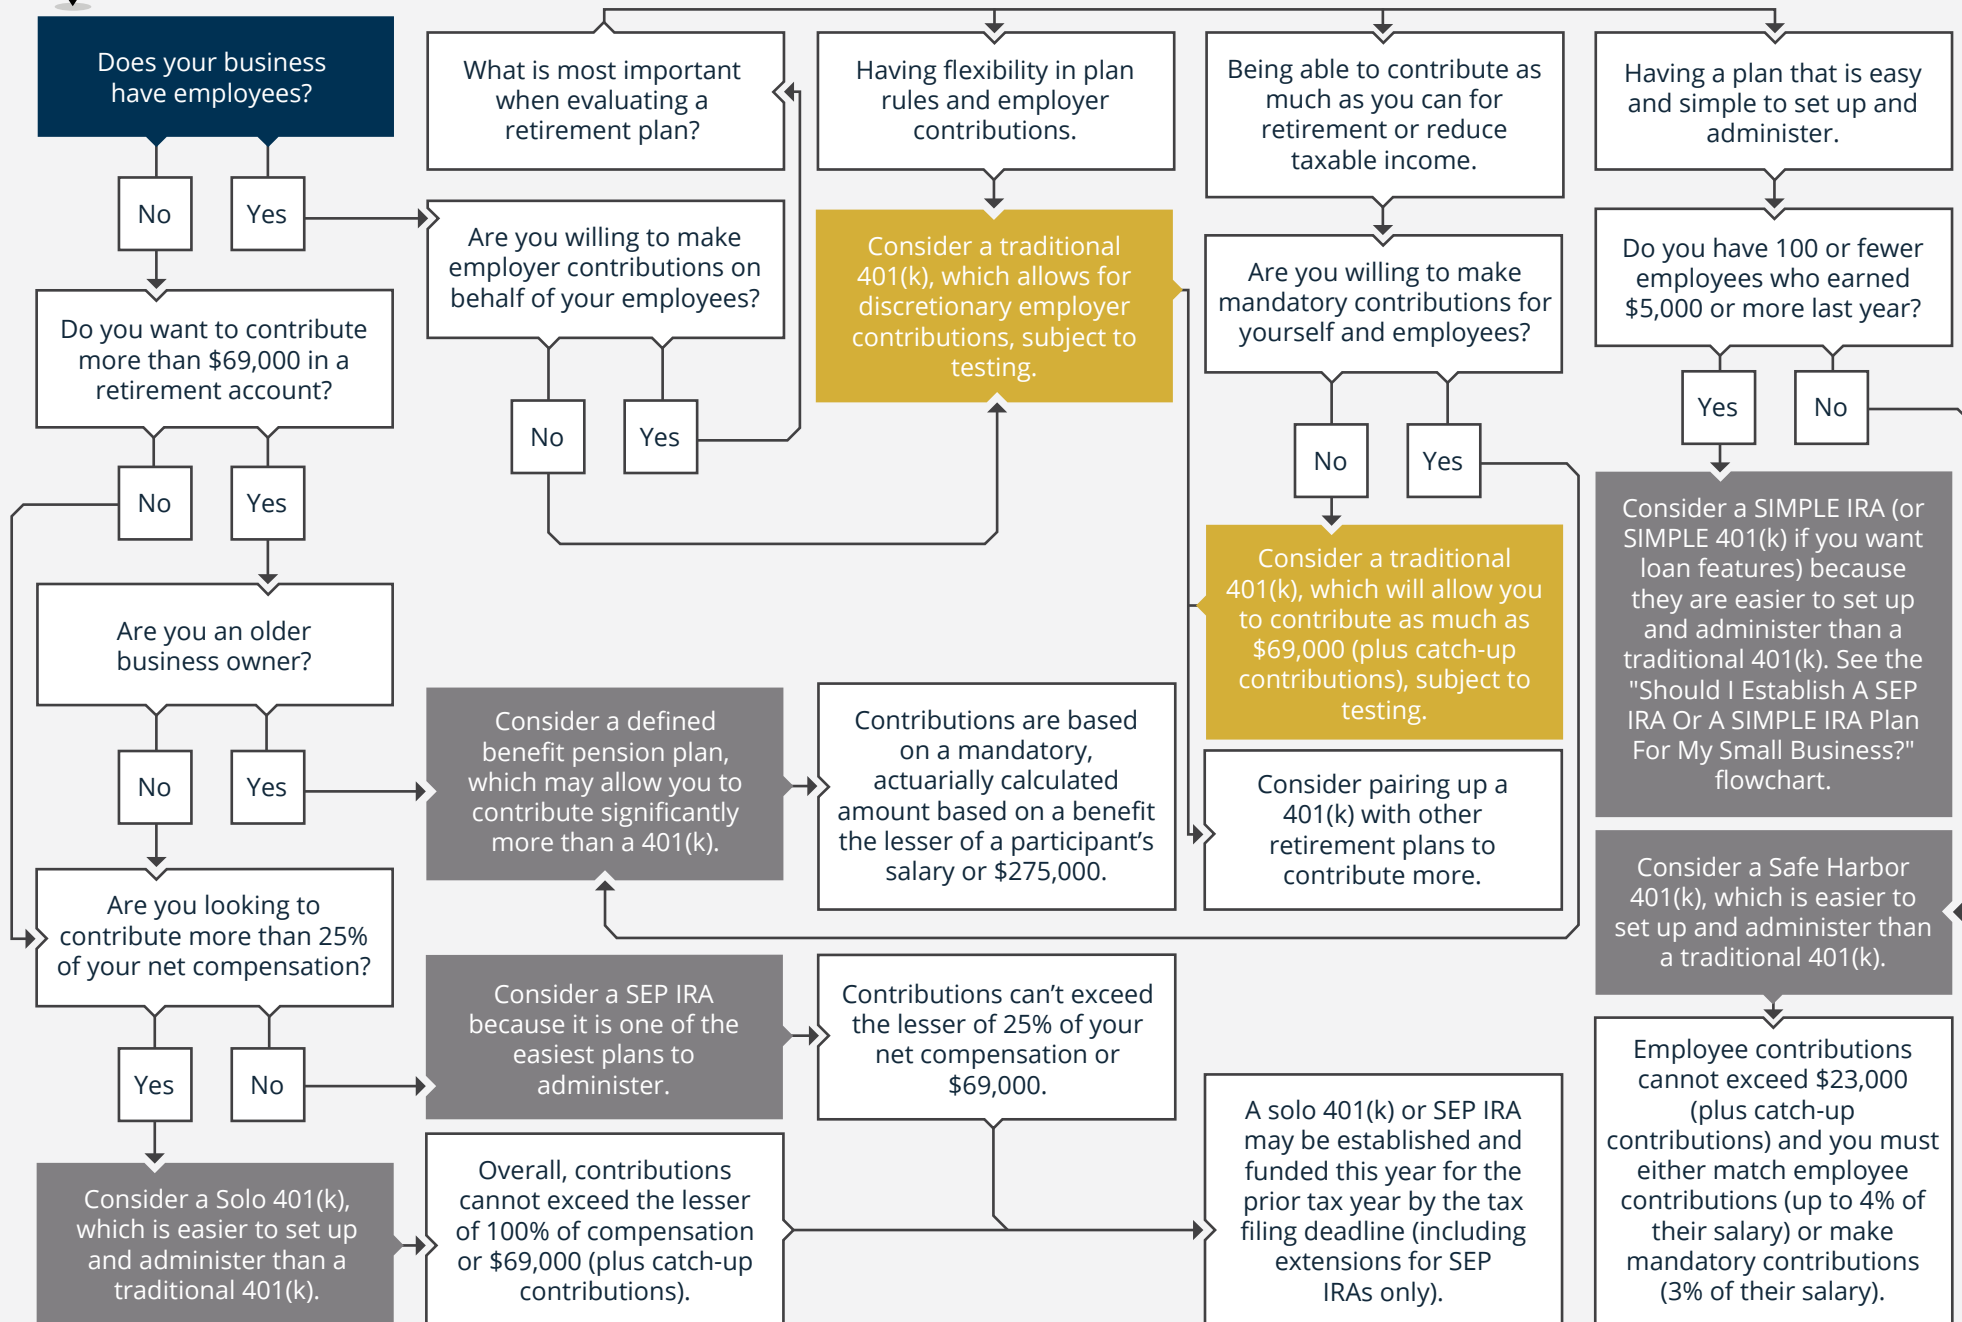 Does your business
have employees?
No
Yes
Do you want to contribute
more than $69,000 in a
retirement account?
No
Yes
Are you an older
business owner?
No
Yes
Are you looking to
contribute more than 25%
of your net compensation?
Yes
No
Consider a Solo 401(k),
which is easier to set up
and administer than a
traditional 401(k).
What is most important
when evaluating a
retirement plan?
Are you willing to make
employer contributions on
behalf of your employees?
No
Yes
Consider a defined
benefit pension plan,
which may allow you to
contribute significantly
more than a 401(k).
Consider a SEP IRA
because it is one of the
easiest plans to
administer.
Overall, contributions
cannot exceed the lesser
of 100% of compensation
or $69,000 (plus catch-up
contributions).
Having flexibility in plan
rules and employer
contributions.
Consider a traditional
401(k), which allows for
discretionary employer
contributions, subject to
testing.
Contributions are based
on a mandatory,
actuarially calculated
amount based on a benefit
the lesser of a participant’s
salary or $275,000.
Contributions can’t exceed
the lesser of 25% of your
net compensation or
$69,000.
Being able to contribute as
much as you can for
retirement or reduce
taxable income.
Are you willing to make
mandatory contributions for
yourself and employees?
No
Yes
Consider a traditional
401(k), which will allow you
to contribute as much as
$69,000 (plus catch-up
contributions), subject to
testing.
Consider pairing up a
401(k) with other
retirement plans to
contribute more.
A solo 401(k) or SEP IRA
may be established and
funded this year for the
prior tax year by the tax
filing deadline (including
extensions for SEP
IRAs only).
Having a plan that is easy
and simple to set up and
administer.
Do you have 100 or fewer
employees who earned
$5,000 or more last year?
Yes
No
Consider a SIMPLE IRA (or
SIMPLE 401(k) if you want
loan features) because
they are easier to set up
and administer than a
traditional 401(k). See the
"Should I Establish A SEP
IRA Or A SIMPLE IRA Plan
For My Small Business?"
flowchart.
Consider a Safe Harbor
401(k), which is easier to
set up and administer than
a traditional 401(k).
Employee contributions
cannot exceed $23,000
(plus catch-up
contributions) and you must
either match employee
contributions (up to 4% of
their salary) or make
mandatory contributions
(3% of their salary).